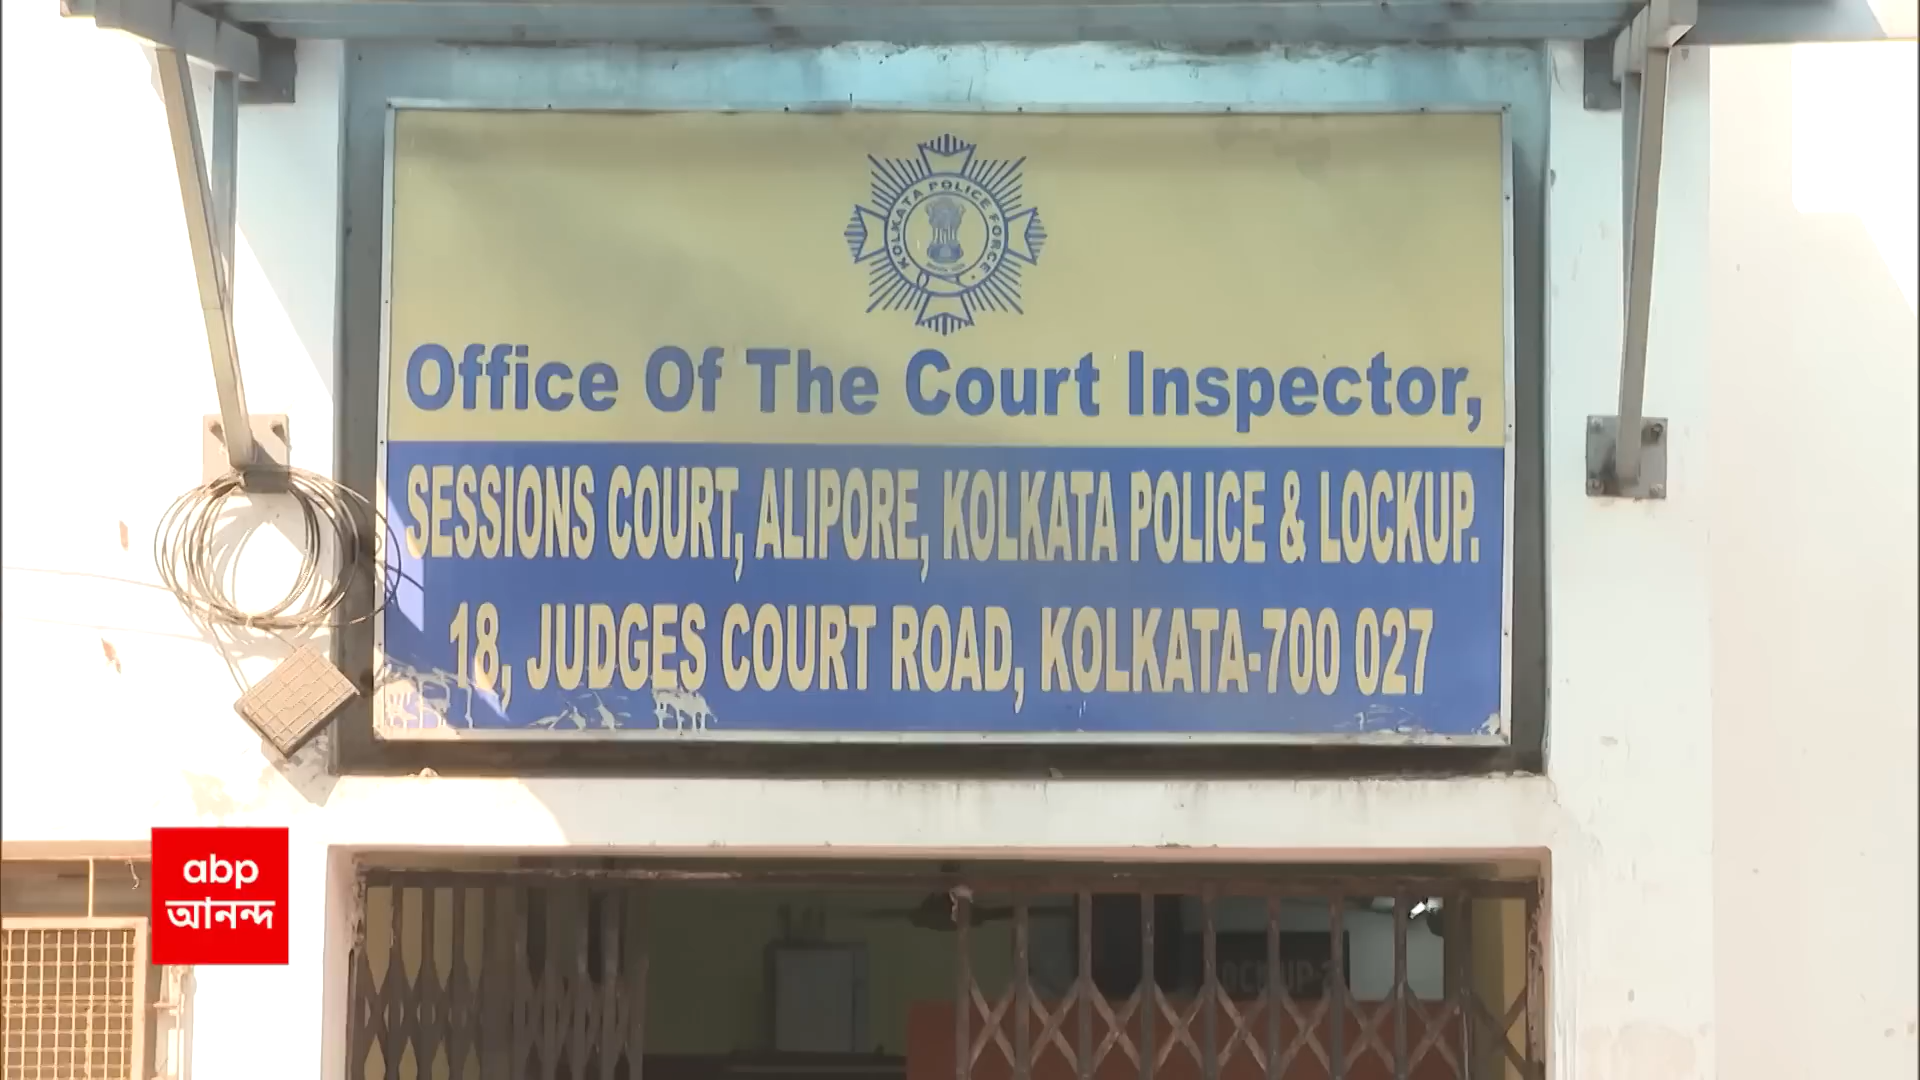 KOLKATA POLICE FORCE
Office Of The Court Inspector,
SESSIONS COURT, ALIPORE, KOLKATA POLICE & LOCKUP.
18, JUDGES COURT ROAD, KOLKATA-700 027
abp
আনন্দ